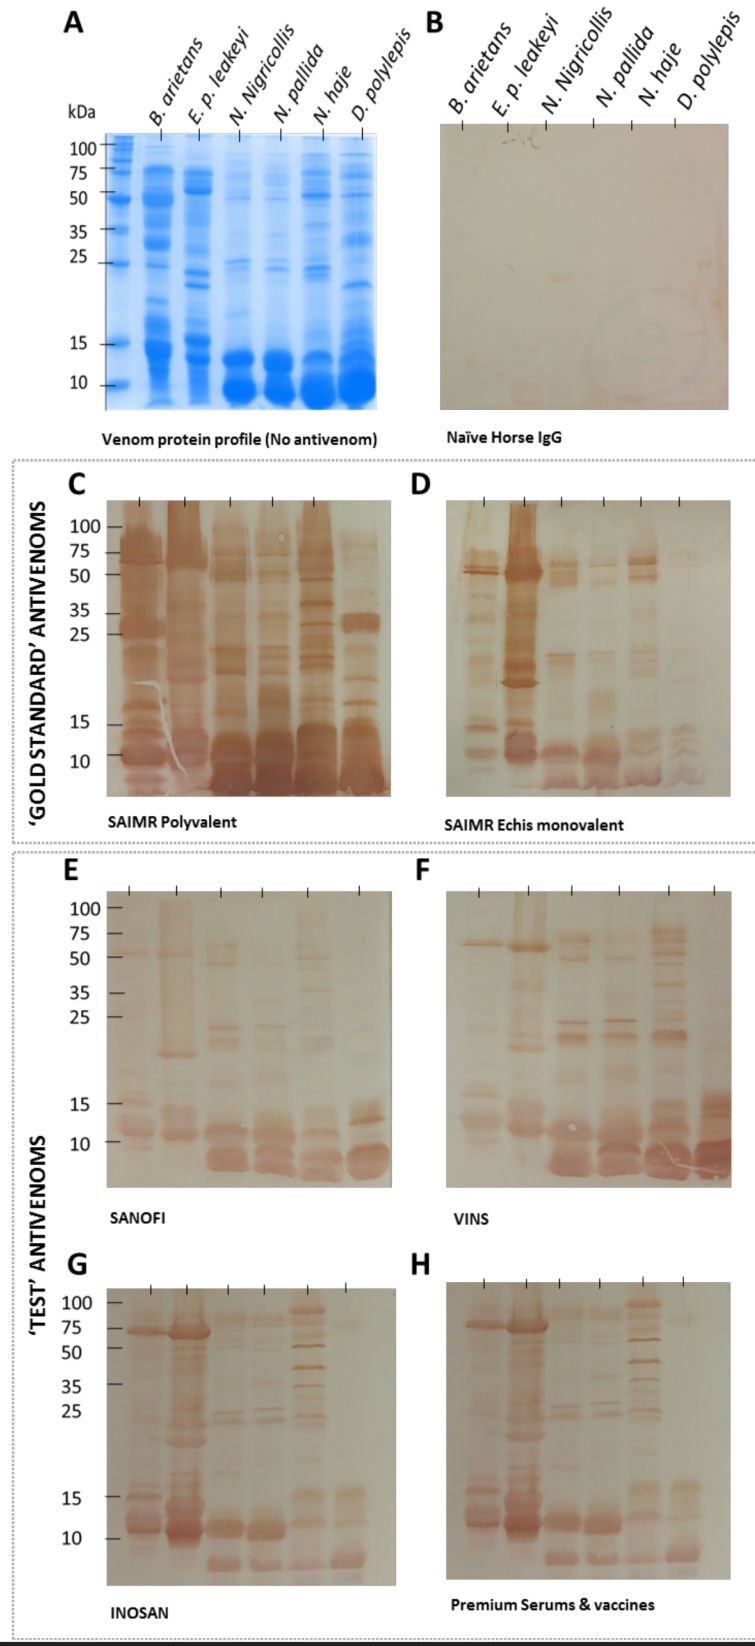 A
B
B. arietans
E. p. leakeyi
N. Nigricollis
N. pallida
N. haje
D. polylepis
B. arietans
E. p. leakeyi
N. Nigricollis
N. pallida
N. haje
D. polylepis
kDa
100
75
50
35
25
15
10
-ve
Venom protein profile (No antivenom)
Naïve Horse IgG
'GOLD STANDARD' ANTIVENOMS
C
D
100
75
50
35
25
15
10
SAIMR Polyvalent
SAIMR Echis monovalent
'TEST' ANTIVENOMS
E
F
100
75
50
35
25
15
10
SANOFI
VINS
G
H
100
75
50
35
25
15
10
INOSAN
Premium Serums & vaccines